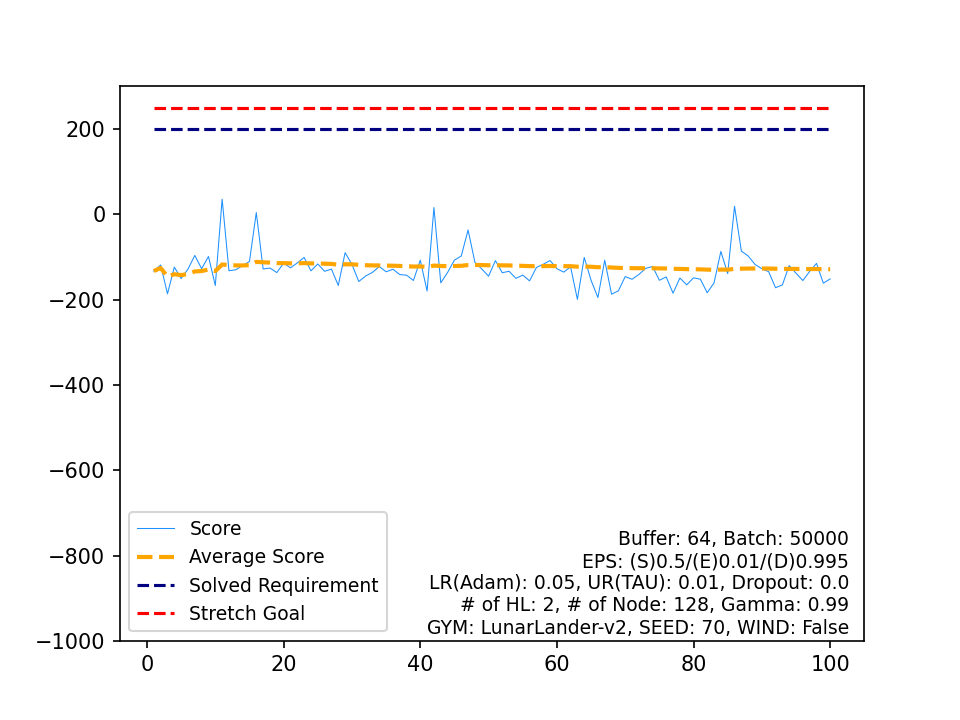 200
0
−200
−400
−600
−800
−1000
0
20
40
60
80
100
Score
Average Score
Solved Requirement
Stretch Goal
Buffer: 64, Batch: 50000
EPS: (S)0.5/(E)0.01/(D)0.995
LR(Adam): 0.05, UR(TAU): 0.01, Dropout: 0.0
# of HL: 2, # of Node: 128, Gamma: 0.99
GYM: LunarLander-v2, SEED: 70, WIND: False